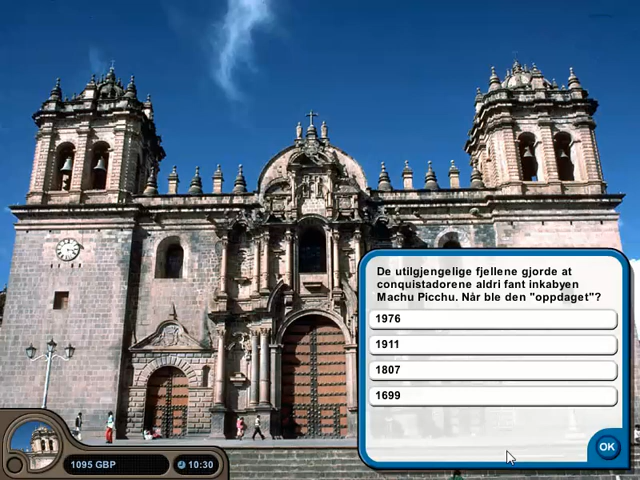 De utilgjengelige fjellene gjorde at
conquistadorene aldri fant inkabyen
Machu Picchu. Når ble den "oppdaget"?
1976
1911
1807
1699
OK
1095 GBP
10:30